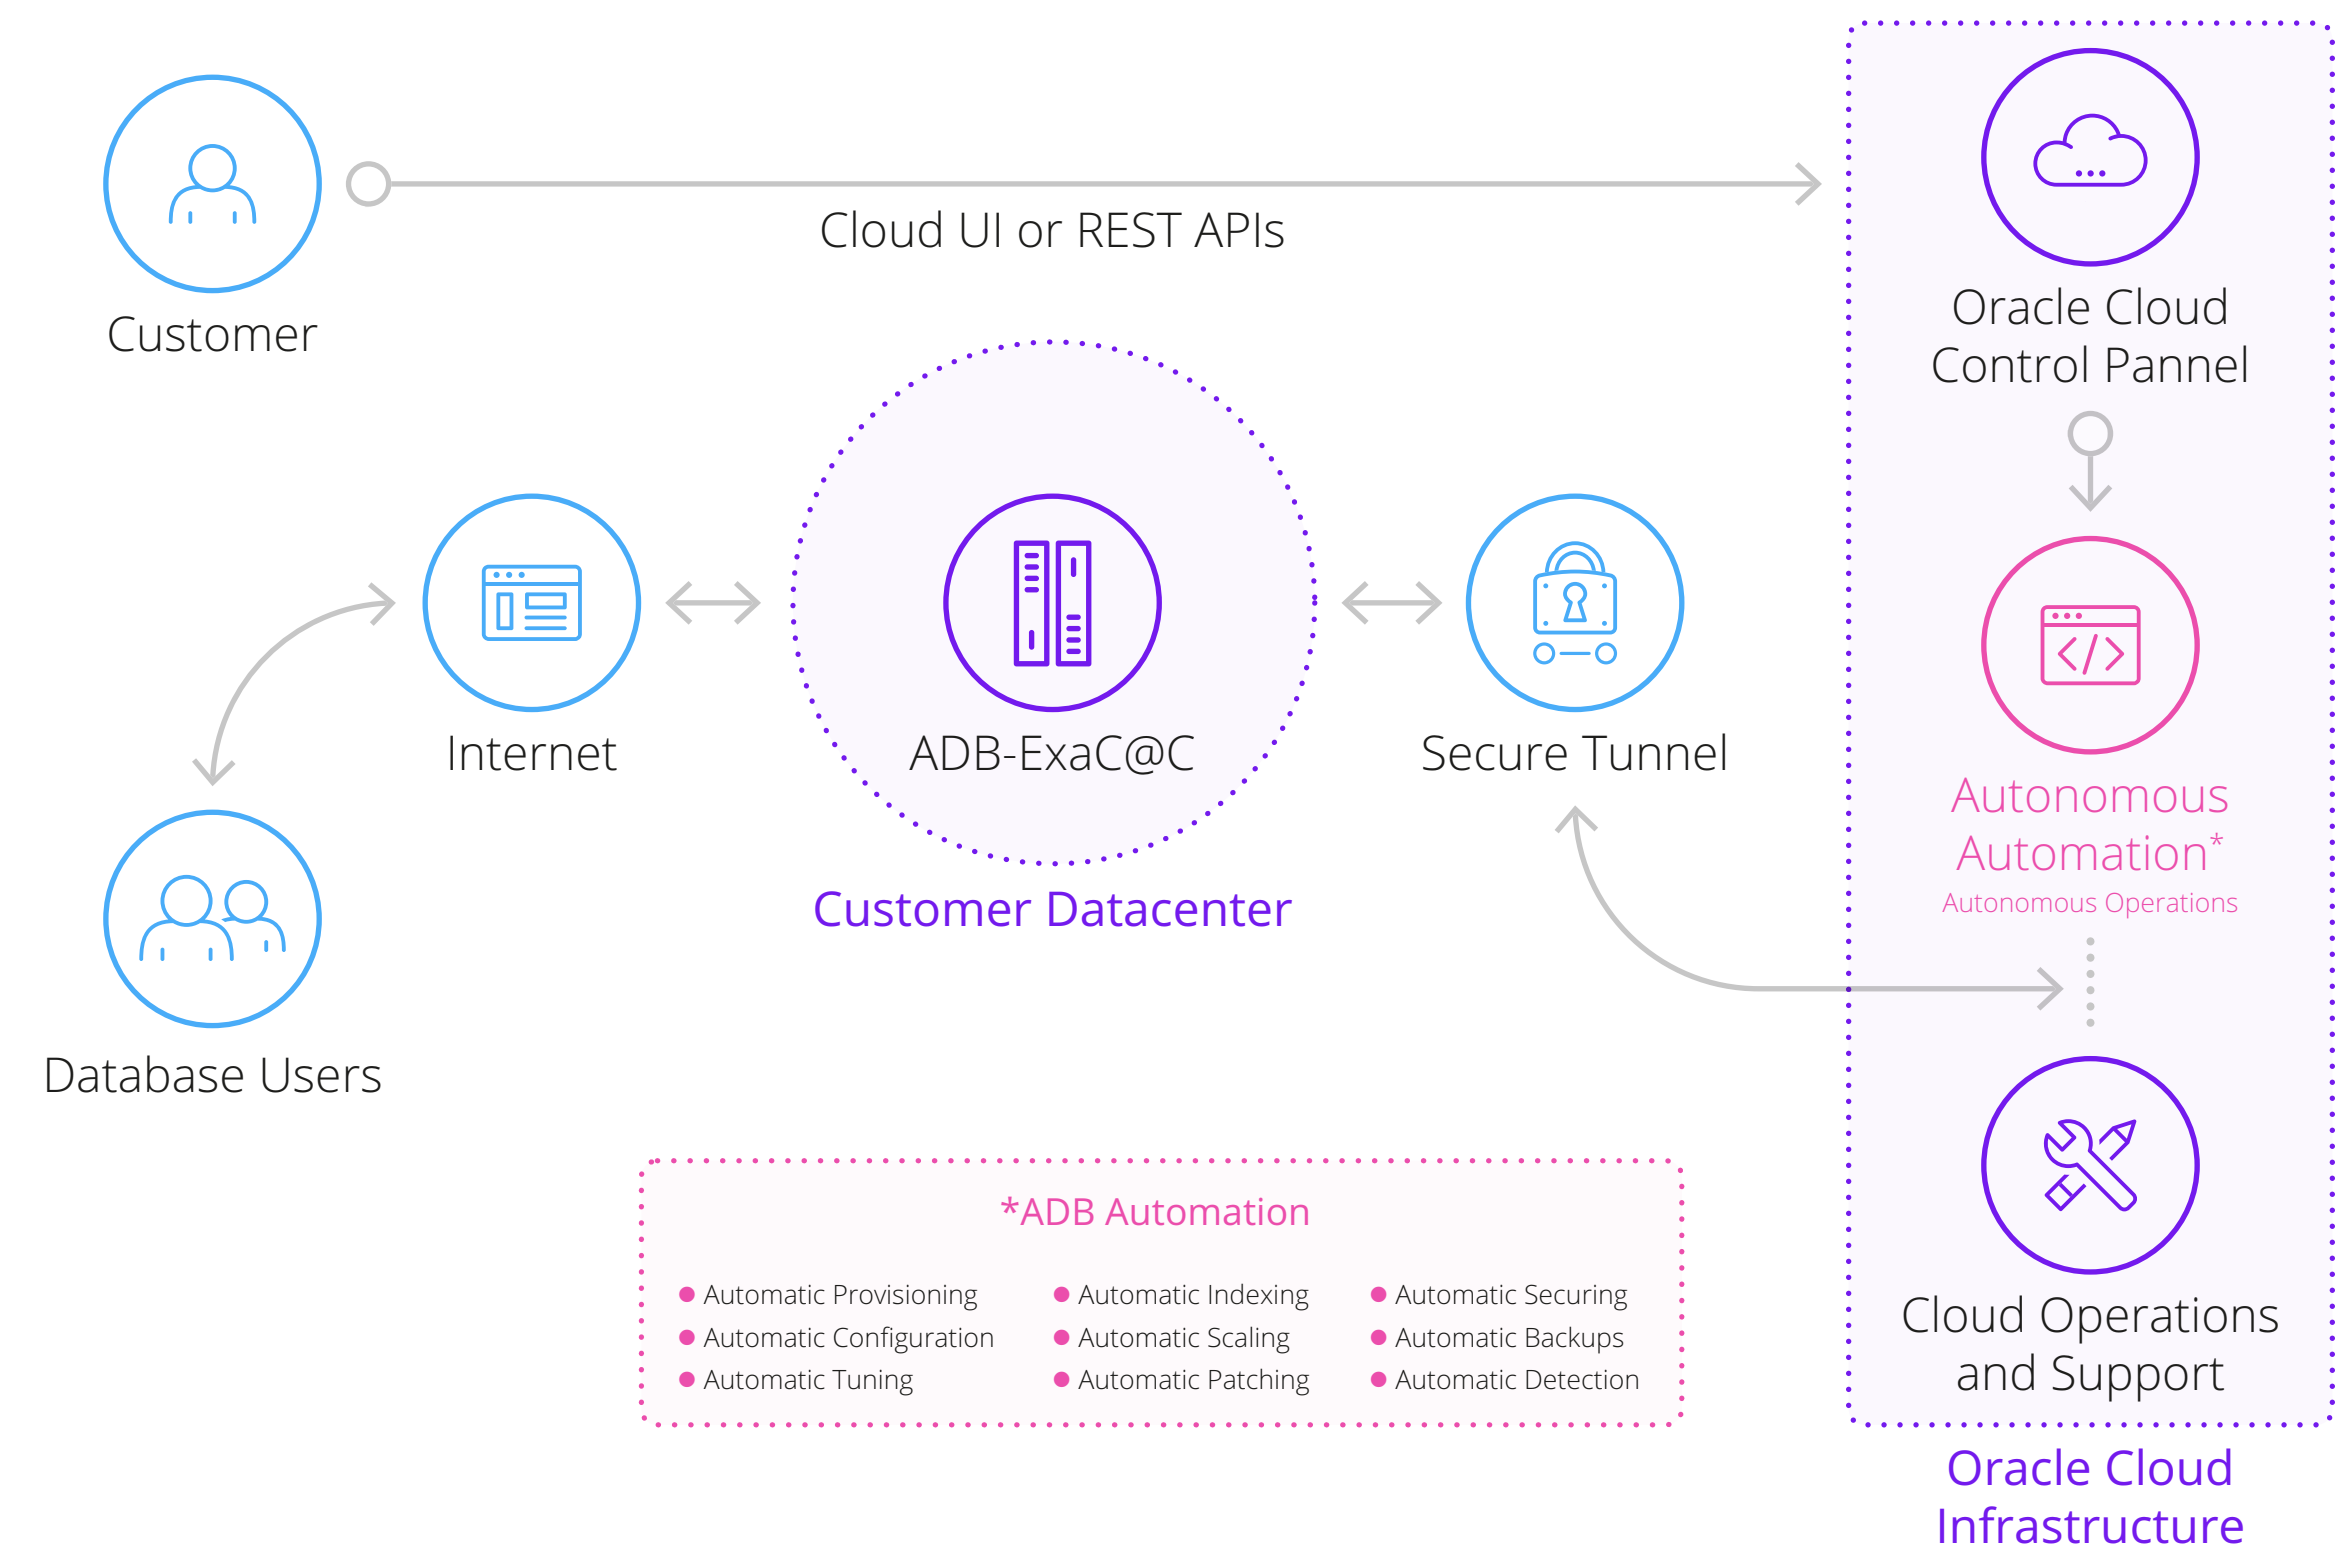 Cloud UI or REST APIs
Customer
Oracle Cloud
Control Pannel
Internet
ADB-ExaC@C
Secure Tunnel
Customer Datacenter
Autonomous
Automation*
Autonomous Operations
Database Users
*ADB Automation
Automatic Provisioning
Automatic Configuration
Automatic Tuning
Automatic Indexing
Automatic Scaling
Automatic Patching
Automatic Securing
Automatic Backups
Automatic Detection
Cloud Operations
and Support
Oracle Cloud
Infrastructure